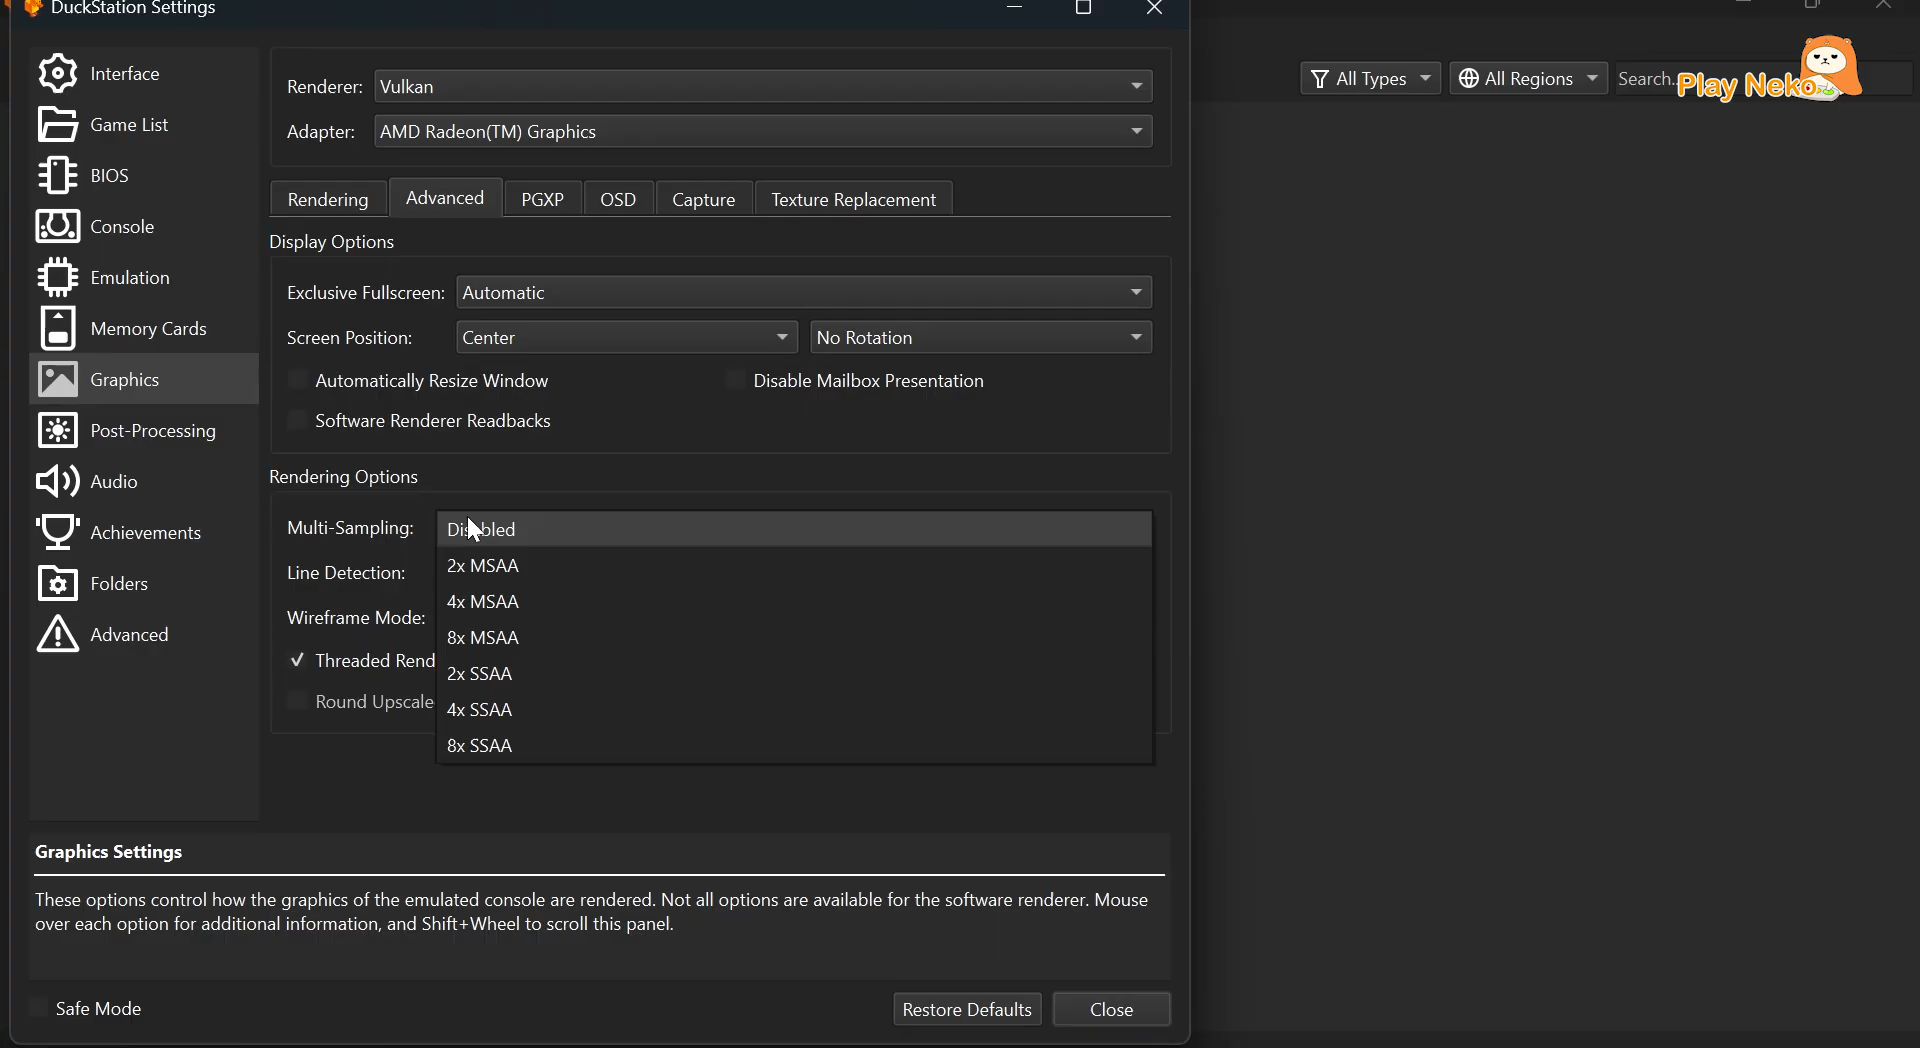 DuckStation Settings
All Types
All Regions
Search..
Play Neko
Interface
Game List
BIOS
Console
Emulation
Memory Cards
Graphics
Post-Processing
Audio
Achievements
Folders
Advanced
Renderer: Vulkan
Adapter: AMD Radeon(TM) Graphics
Rendering Advanced PGXP OSD Capture Texture Replacement
Display Options
Exclusive Fullscreen: Automatic
Screen Position: Center No Rotation
Automatically Resize Window Disable Mailbox Presentation
Software Renderer Readbacks
Rendering Options
Multi-Sampling: Disabled
2x MSAA
Line Detection:
4x MSAA
Wireframe Mode:
8x MSAA
Threaded Rend
2x SSAA
Round Upscale
4x SSAA
8x SSAA
Graphics Settings
These options control how the graphics of the emulated console are rendered. Not all options are available for the software renderer. Mouse
over each option for additional information, and Shift+Wheel to scroll this panel.
Safe Mode
Restore Defaults Close